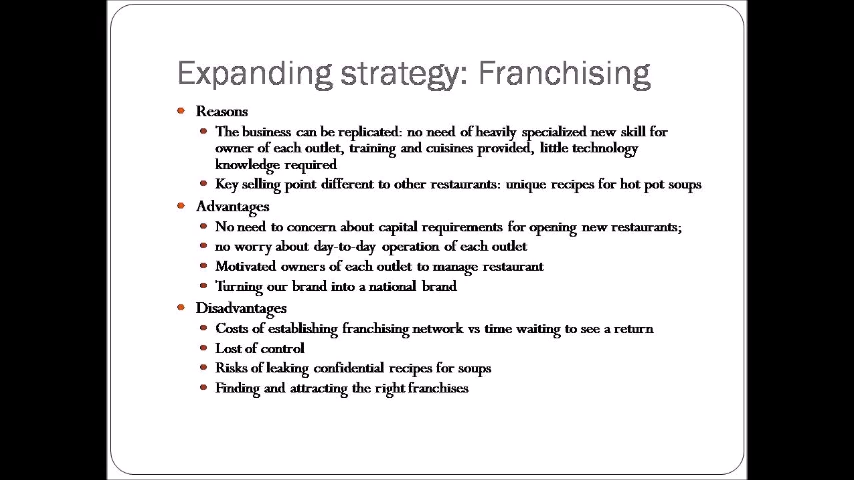 Expanding strategy: Franchising
Reasons
The business can be replicated: no need of heavily specialized new skill for
owner of each outlet, training and cuisines provided, little technology
knowledge required
Key selling point different to other restaurants: unique recipes for hot pot soups
Advantages
No need to concern about capital requirements for opening new restaurants;
no worry about day-to-day operation of each outlet
Motivated owners of each outlet to manage restaurant
Turning our brand into a national brand
Disadvantages
Costs of establishing franchising network vs time waiting to see a return
Lost of control
Risks of leaking confidential recipes for soups
Finding and attracting the right franchises